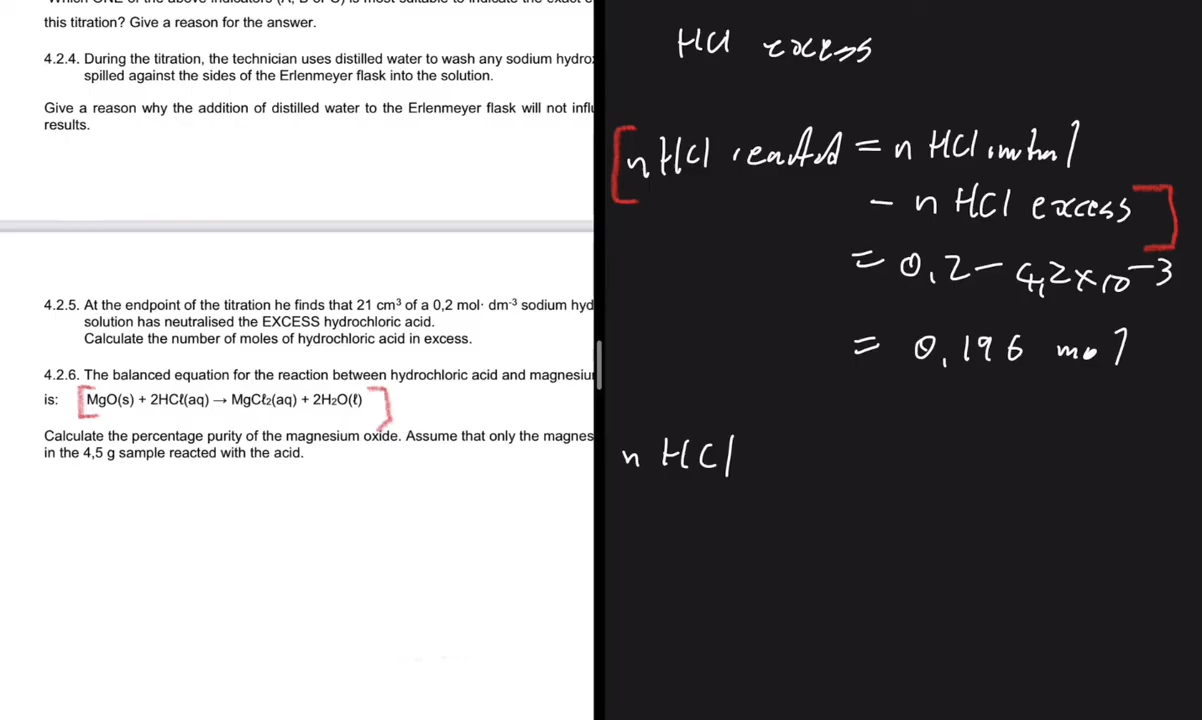 this titration? Give a reason for the answer.
4.2.4. During the titration, the technician uses distilled water to wash any sodium hydro
spilled against the sides of the Erlenmeyer flask into the solution.
Give a reason why the addition of distilled water to the Erlenmeyer flask will not infl
results.
4.2.5. At the endpoint of the titration he finds that 21 cm³ of a 0,2 mol· dm⁻³ sodium hyd
solution has neutralised the EXCESS hydrochloric acid.
Calculate the number of moles of hydrochloric acid in excess.
4.2.6. The balanced equation for the reaction between hydrochloric acid and magnesiu
is: MgO(s) + 2HCℓ(aq) → MgCℓ₂(aq) + 2H₂O(ℓ)
Calculate the percentage purity of the magnesium oxide. Assume that only the magnes
in the 4,5 g sample reacted with the acid.
HCl excess
n HCl reacted = n HCl initial
− n HCl excess
= 0,2 − 4,2×10⁻³
= 0,196 mol
n HCl